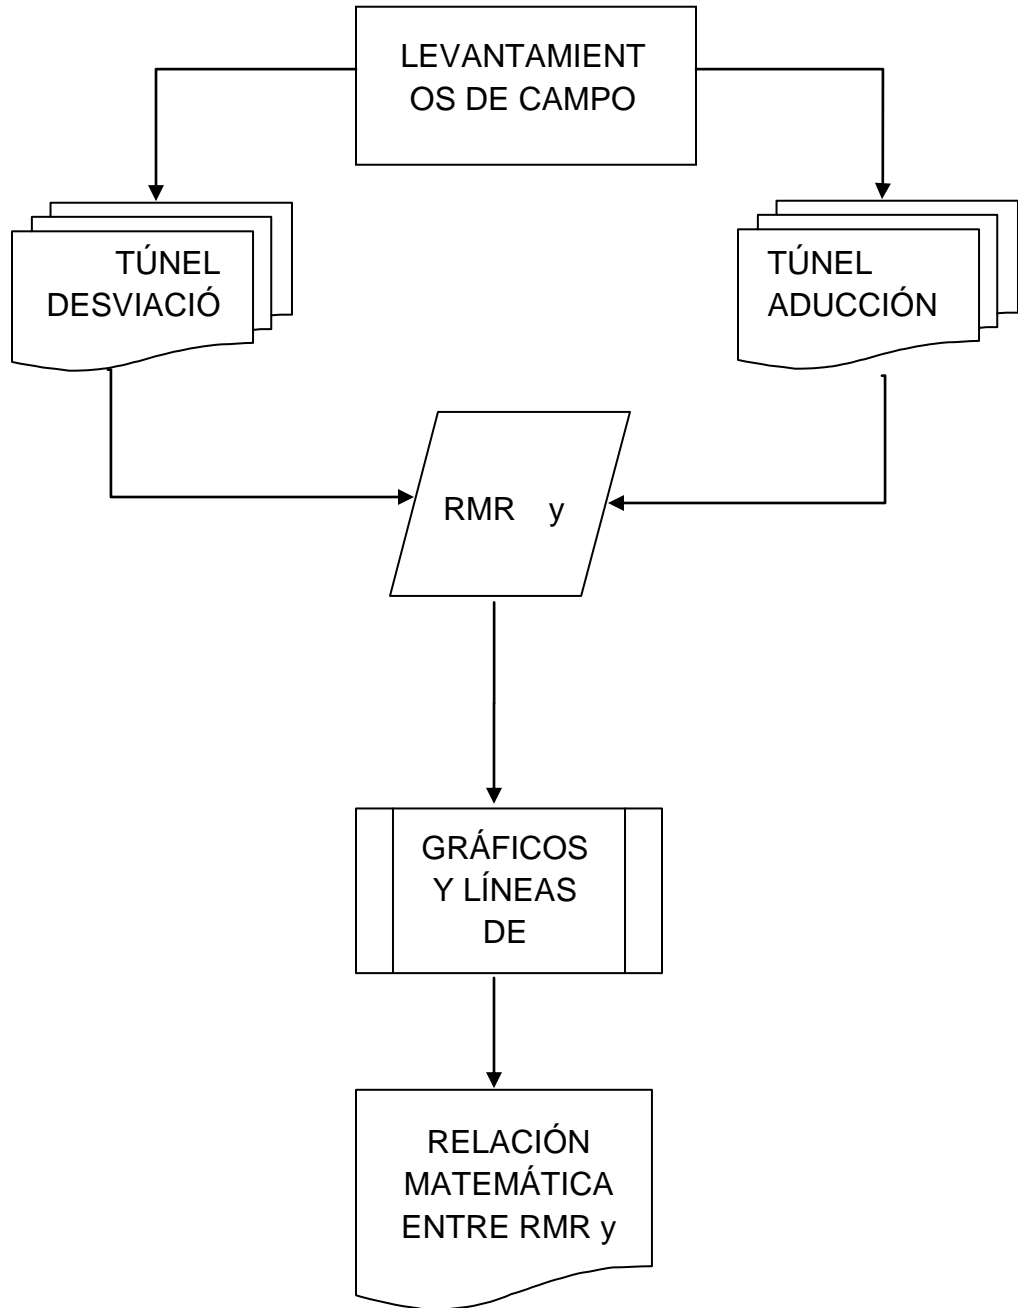 LEVANTAMIENT
OS DE CAMPO
TÚNEL
DESVIACIÓ
TÚNEL
ADUCCIÓN
RMR y
GRÁFICOS
Y LÍNEAS
DE
RELACIÓN
MATEMÁTICA
ENTRE RMR y